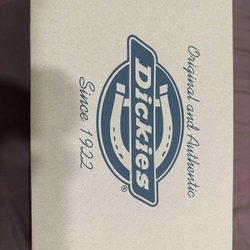 Original and Authentic
Dickies
®
Since 1922